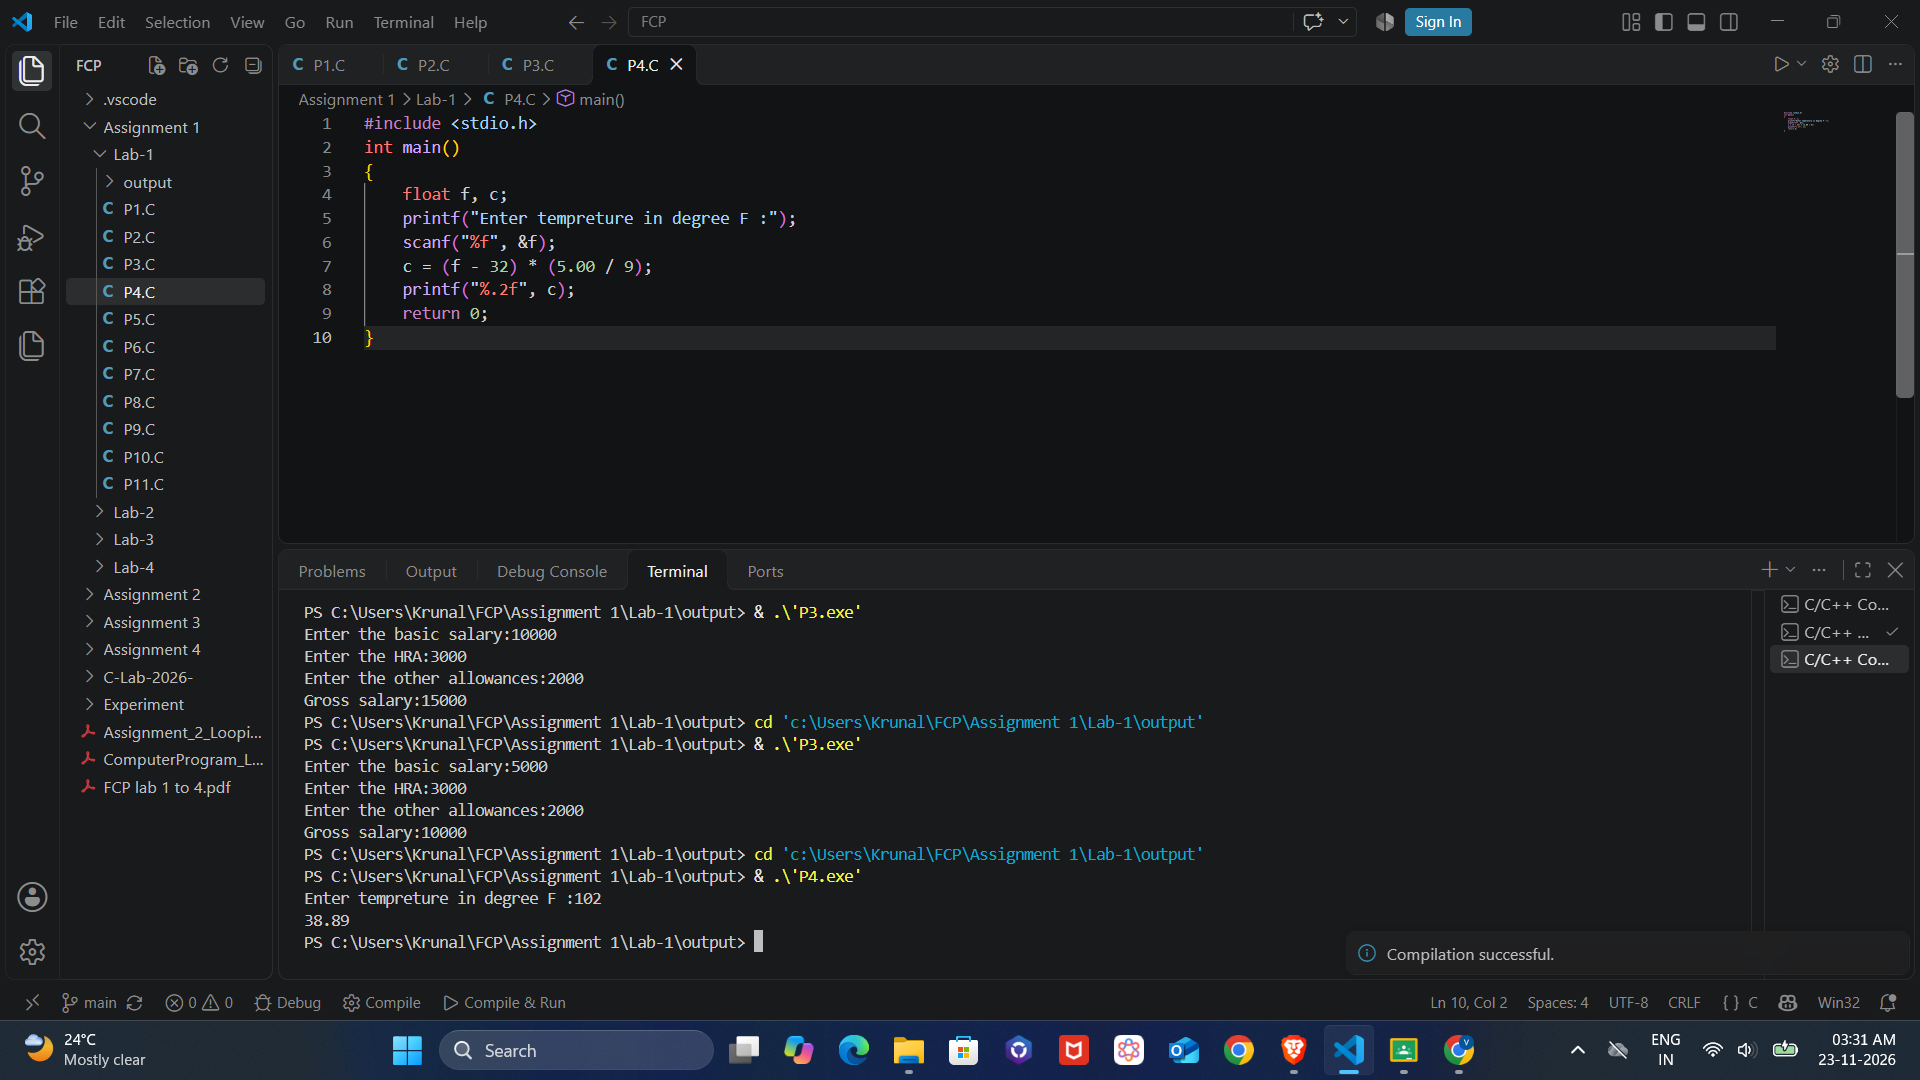 File Edit Selection View Go Run Terminal Help
FCP
Sign In
FCP
.vscode
Assignment 1
Lab-1
output
C P1.C
C P2.C
C P3.C
C P4.C
C P5.C
C P6.C
C P7.C
C P8.C
C P9.C
C P10.C
C P11.C
Lab-2
Lab-3
Lab-4
Assignment 2
Assignment 3
Assignment 4
C-Lab-2026-
Experiment
Assignment_2_Loopi...
ComputerProgram_L...
FCP lab 1 to 4.pdf
C P1.C C P2.C C P3.C C P4.C
Assignment 1 > Lab-1 > C P4.C > main()
1 #include <stdio.h>
2 int main()
3 {
4 float f, c;
5 printf("Enter tempreture in degree F :");
6 scanf("%f", &f);
7 c = (f - 32) * (5.00 / 9);
8 printf("%.2f", c);
9 return 0;
10 }
Problems Output Debug Console Terminal Ports
PS C:\Users\Krunal\FCP\Assignment 1\Lab-1\output> & .\'P3.exe'
Enter the basic salary:10000
Enter the HRA:3000
Enter the other allowances:2000
Gross salary:15000
PS C:\Users\Krunal\FCP\Assignment 1\Lab-1\output> cd 'c:\Users\Krunal\FCP\Assignment 1\Lab-1\output'
PS C:\Users\Krunal\FCP\Assignment 1\Lab-1\output> & .\'P3.exe'
Enter the basic salary:5000
Enter the HRA:3000
Enter the other allowances:2000
Gross salary:10000
PS C:\Users\Krunal\FCP\Assignment 1\Lab-1\output> cd 'c:\Users\Krunal\FCP\Assignment 1\Lab-1\output'
PS C:\Users\Krunal\FCP\Assignment 1\Lab-1\output> & .\'P4.exe'
Enter tempreture in degree F :102
38.89
PS C:\Users\Krunal\FCP\Assignment 1\Lab-1\output>
C/C++ Co...
C/C++ ...
C/C++ Co...
Compilation successful.
main 0 0 Debug Compile Compile & Run Ln 10, Col 2 Spaces: 4 UTF-8 CRLF {} C Win32
24°C
Mostly clear
Search
ENG
IN
03:31 AM
23-11-2026